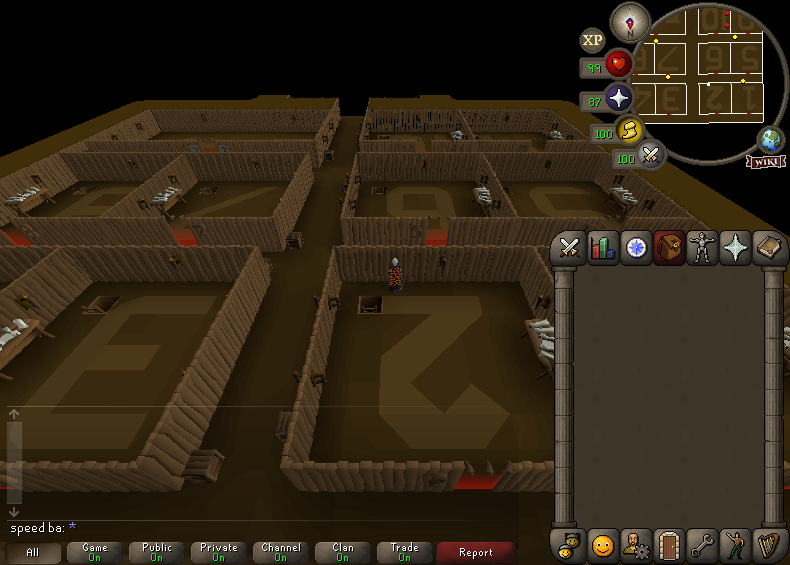 XP
N
99
87
100
100
WIKI
speed ba: *
All
Game
On
Public
On
Private
On
Channel
On
Clan
On
Trade
On
Report